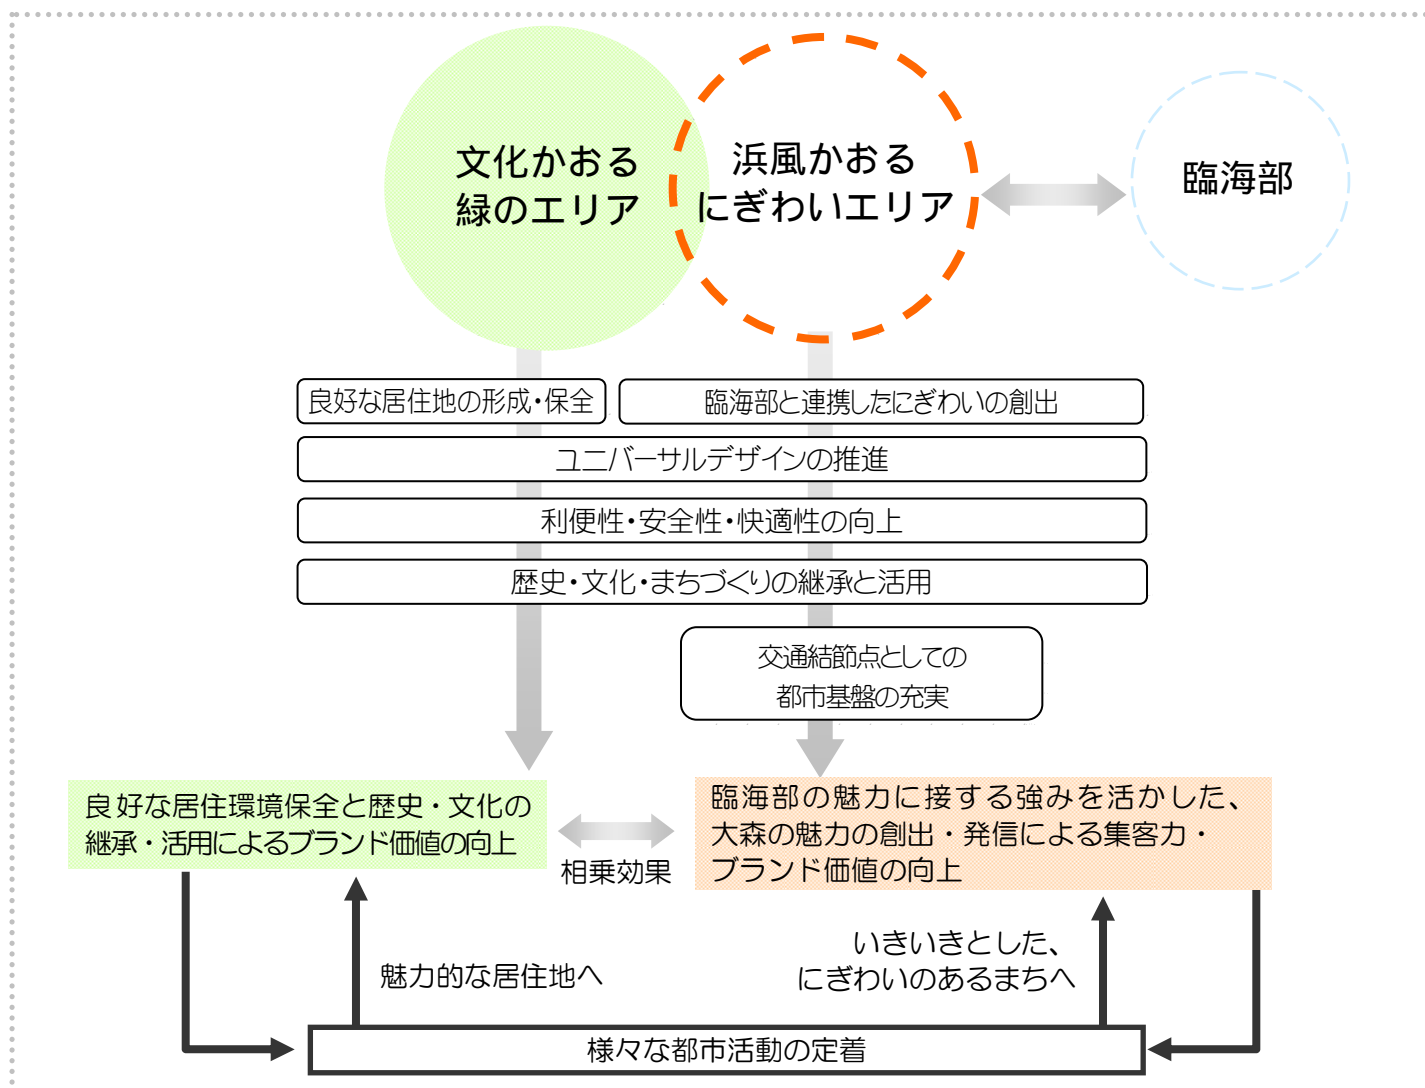 文化かおる
緑のエリア
浜風かおる
にぎわいエリア
臨海部
良好な居住地の形成・保全
臨海部と連携したにぎわいの創出
ユニバーサルデザインの推進
利便性・安全性・快適性の向上
歴史・文化・まちづくりの継承と活用
交通結節点としての
都市基盤の充実
良好な居住環境保全と歴史・文化の
継承・活用によるブランド価値の向上
相乗効果
臨海部の魅力に接する強みを活かした、
大森の魅力の創出・発信による集客力・
ブランド価値の向上
魅力的な居住地へ
いきいきとした、
にぎわいのあるまちへ
様々な都市活動の定着